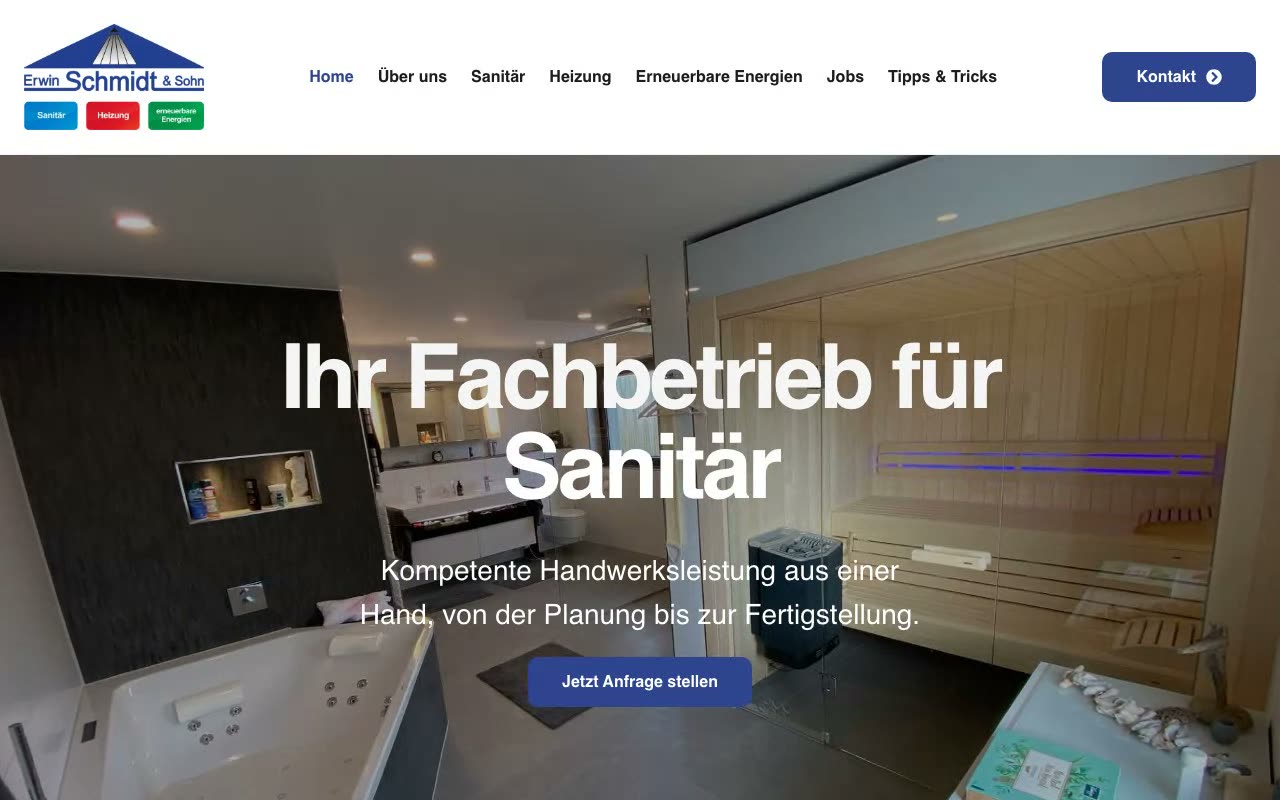 Erwin Schmidt & Sohn
Sanitär
Heizung
erneuerbare
Energien
Home
Über uns
Sanitär
Heizung
Erneuerbare Energien
Jobs
Tipps & Tricks
Kontakt
Ihr Fachbetrieb für
Sanitär
Kompetente Handwerksleistung aus einer
Hand, von der Planung bis zur Fertigstellung.
Jetzt Anfrage stellen